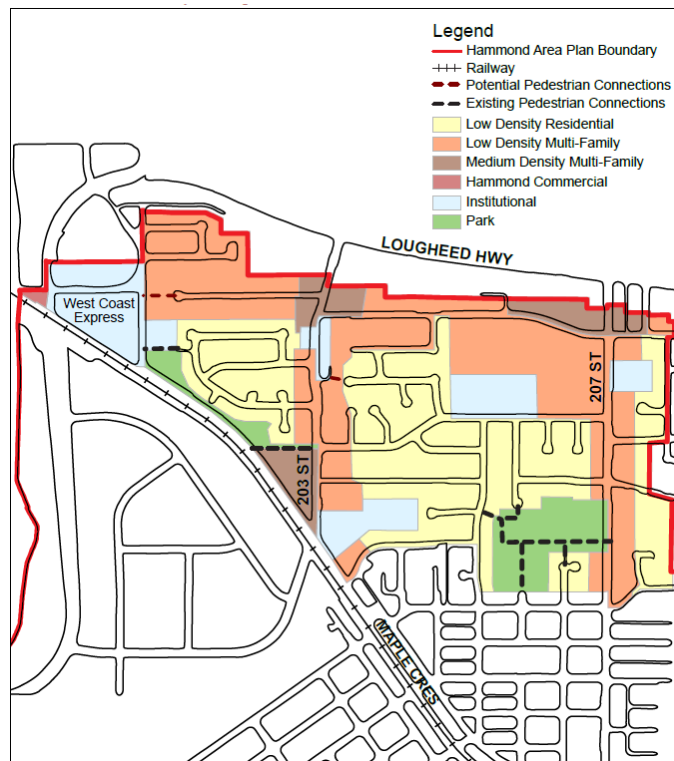 Legend
Hammond Area Plan Boundary
Railway
Potential Pedestrian Connections
Existing Pedestrian Connections
Low Density Residential
Low Density Multi-Family
Medium Density Multi-Family
Hammond Commercial
Institutional
Park
LOUGHEED HWY
West Coast
Express
207 ST
203 ST
MAPLE CRES